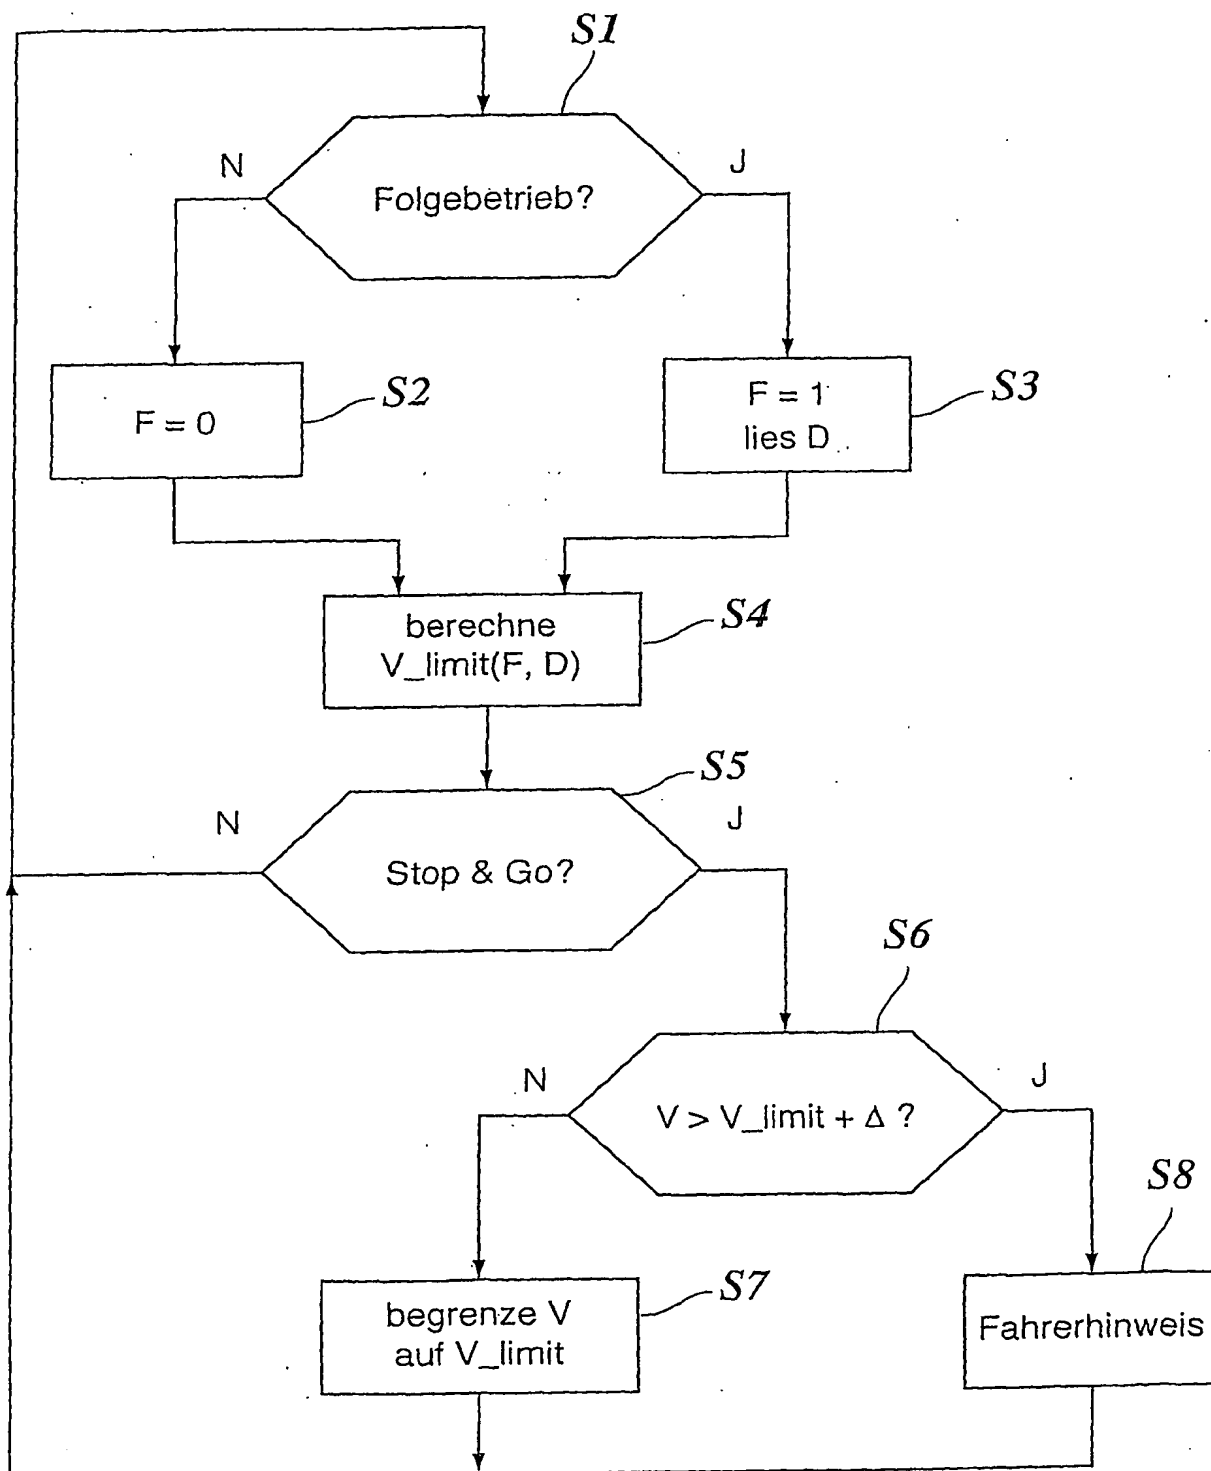 S1
N
J
Folgebetrieb?
F = 0
S2
F = 1
lies D
S3
berechne
V_limit(F, D)
S4
S5
N
J
Stop & Go?
S6
N
J
V > V_limit + Δ ?
S8
begrenze V
auf V_limit
S7
Fahrerhinweis